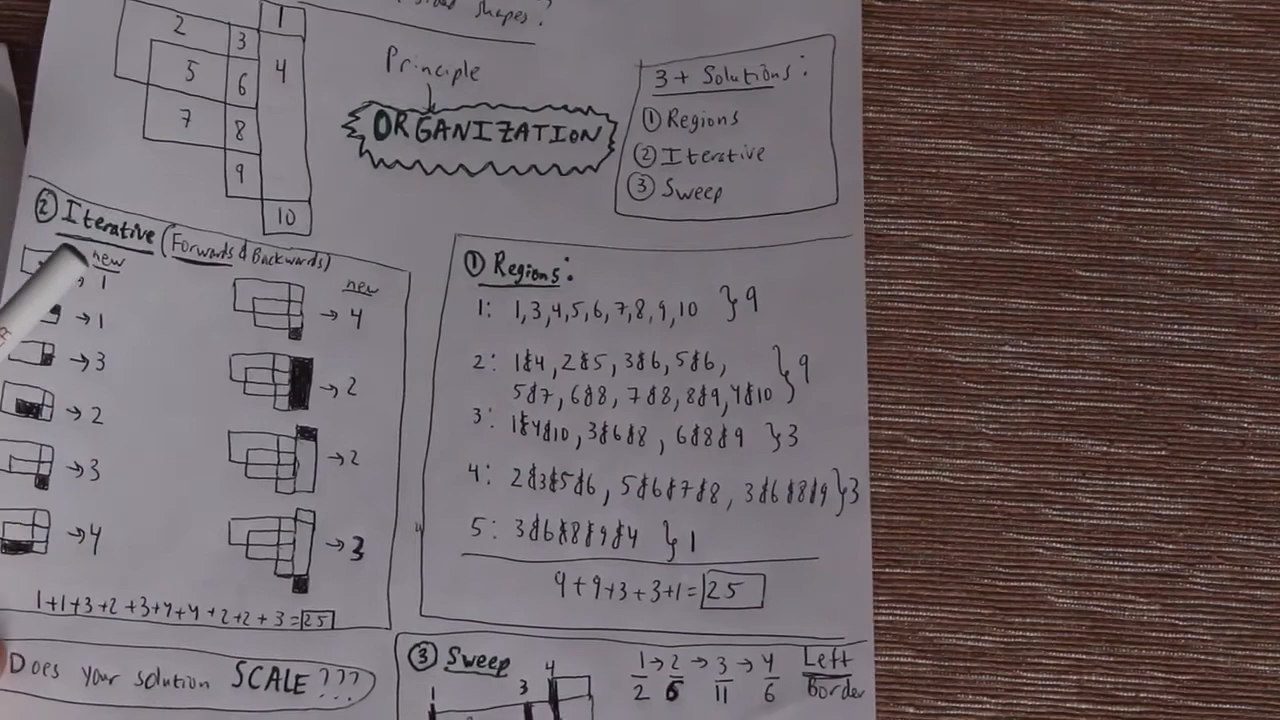 shapes?
1
2
3
4
5
6
7
8
9
10
Principle
ORGANIZATION
3+ Solutions:
① Regions
② Iterative
③ Sweep
② Iterative (Forwards & Backwards)
new
→ 1
→ 1
→ 3
→ 2
→ 3
→ 4
new
→ 4
→ 2
→ 2
→ 3
1+1+3+2+3+4+4+2+2+3=25
Does your solution SCALE???
① Regions:
1: 1,3,4,5,6,7,8,9,10 } 9
2: 1&4, 2&5, 3&6, 5&6,
5&7, 6&8, 7&8, 8&9, 4&10 } 9
3: 1&4&10, 3&6&8, 6&8&9 } 3
4: 2&3&5&6, 5&6&7&8, 3&6&8&9 } 3
5: 3&6&8&9&4 } 1
9+9+3+3+1=25
③ Sweep
1
3
4
1 → 2 → 3 → 4 Left
2 6 11 6 Border